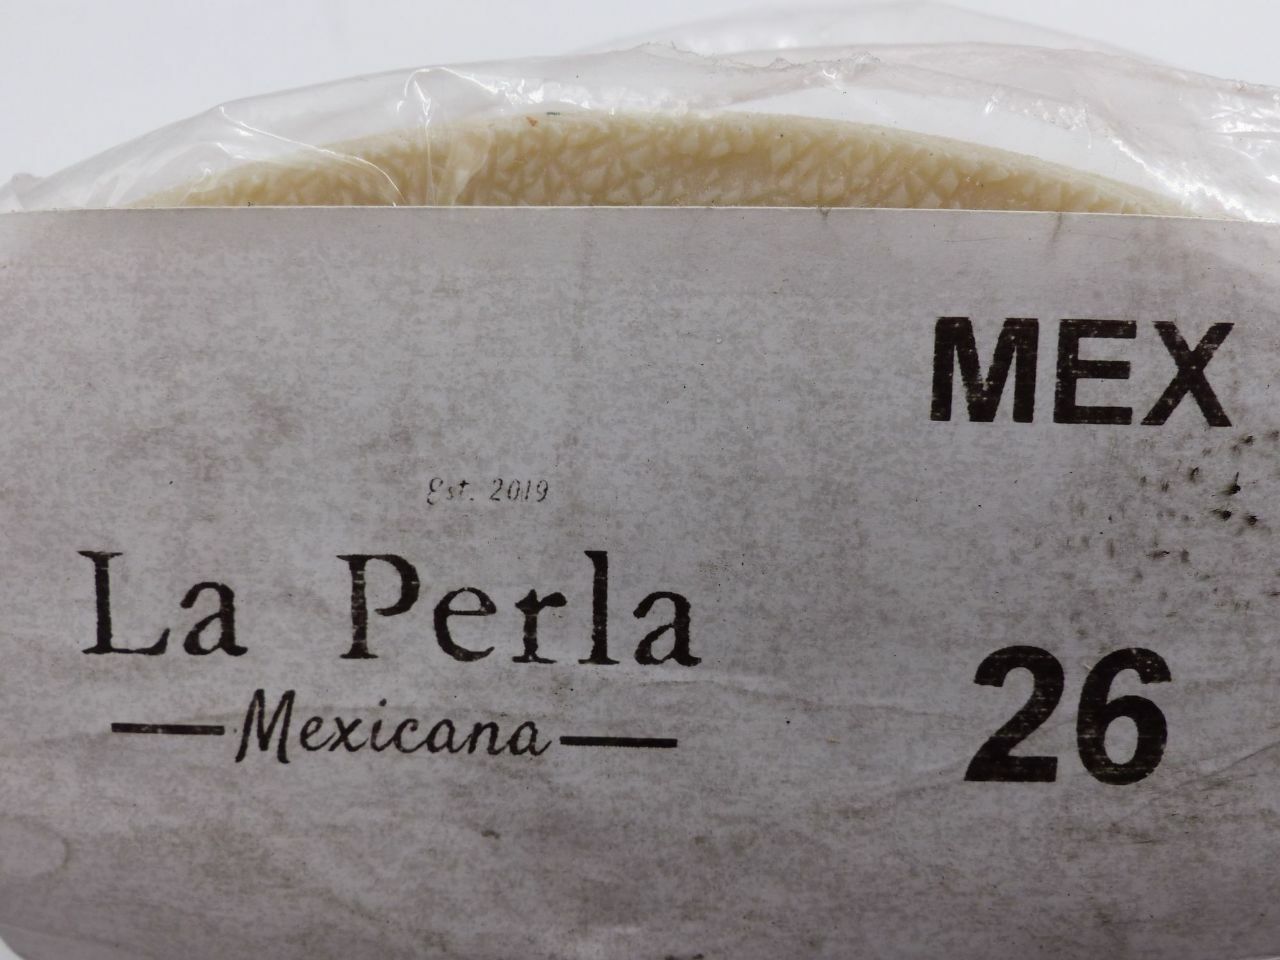 MEX
Est. 2019
La Perla
Mexicana
26